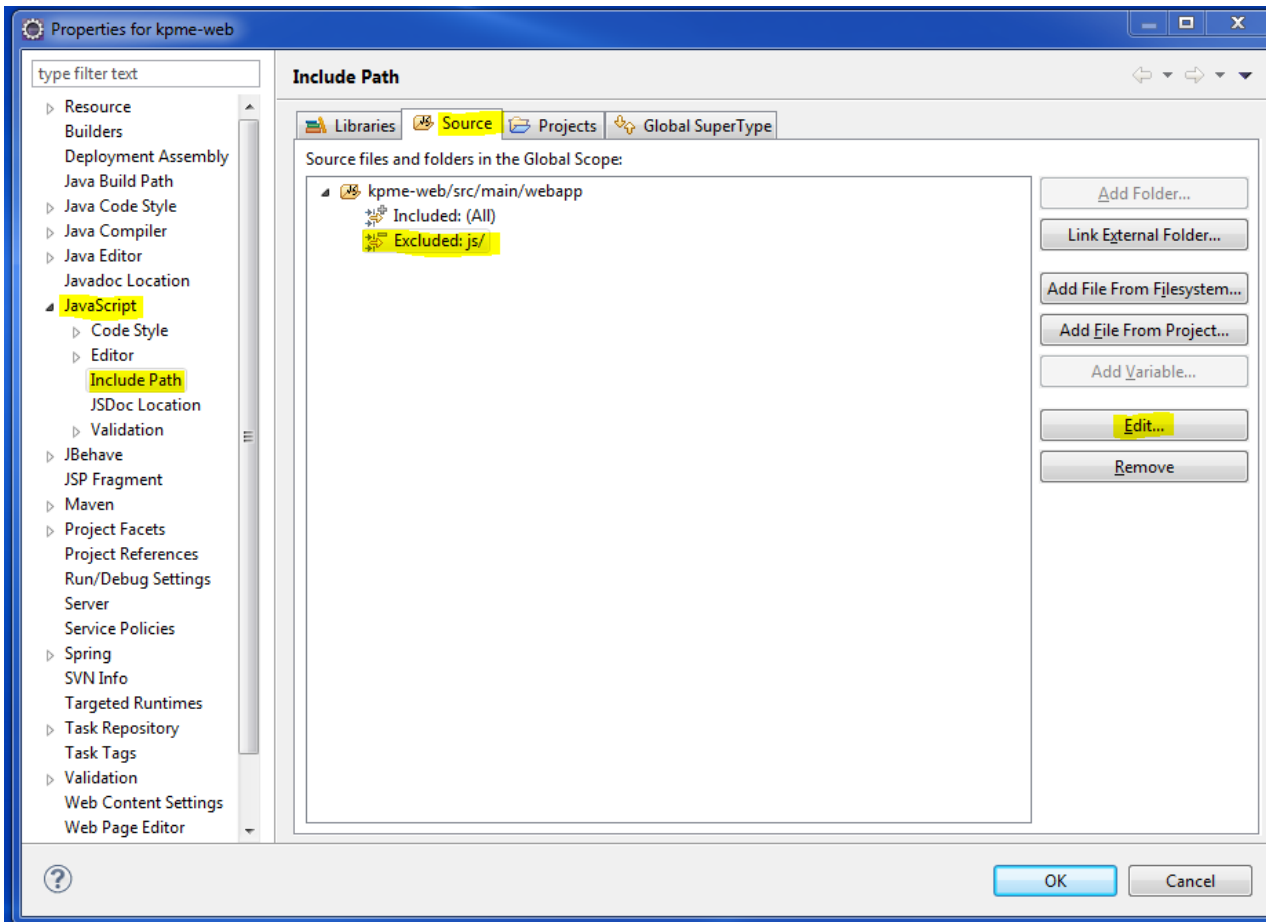 Properties for kpme-web
type filter text
Resource
Builders
Deployment Assembly
Java Build Path
Java Code Style
Java Compiler
Java Editor
Javadoc Location
JavaScript
Code Style
Editor
Include Path
JSDoc Location
Validation
JBehave
JSP Fragment
Maven
Project Facets
Project References
Run/Debug Settings
Server
Service Policies
Spring
SVN Info
Targeted Runtimes
Task Repository
Task Tags
Validation
Web Content Settings
Web Page Editor
Include Path
Libraries Source Projects Global SuperType
Source files and folders in the Global Scope:
kpme-web/src/main/webapp
Included: (All)
Excluded: js/
Add Folder...
Link External Folder...
Add File From Filesystem...
Add File From Project...
Add Variable...
Edit...
Remove
OK Cancel